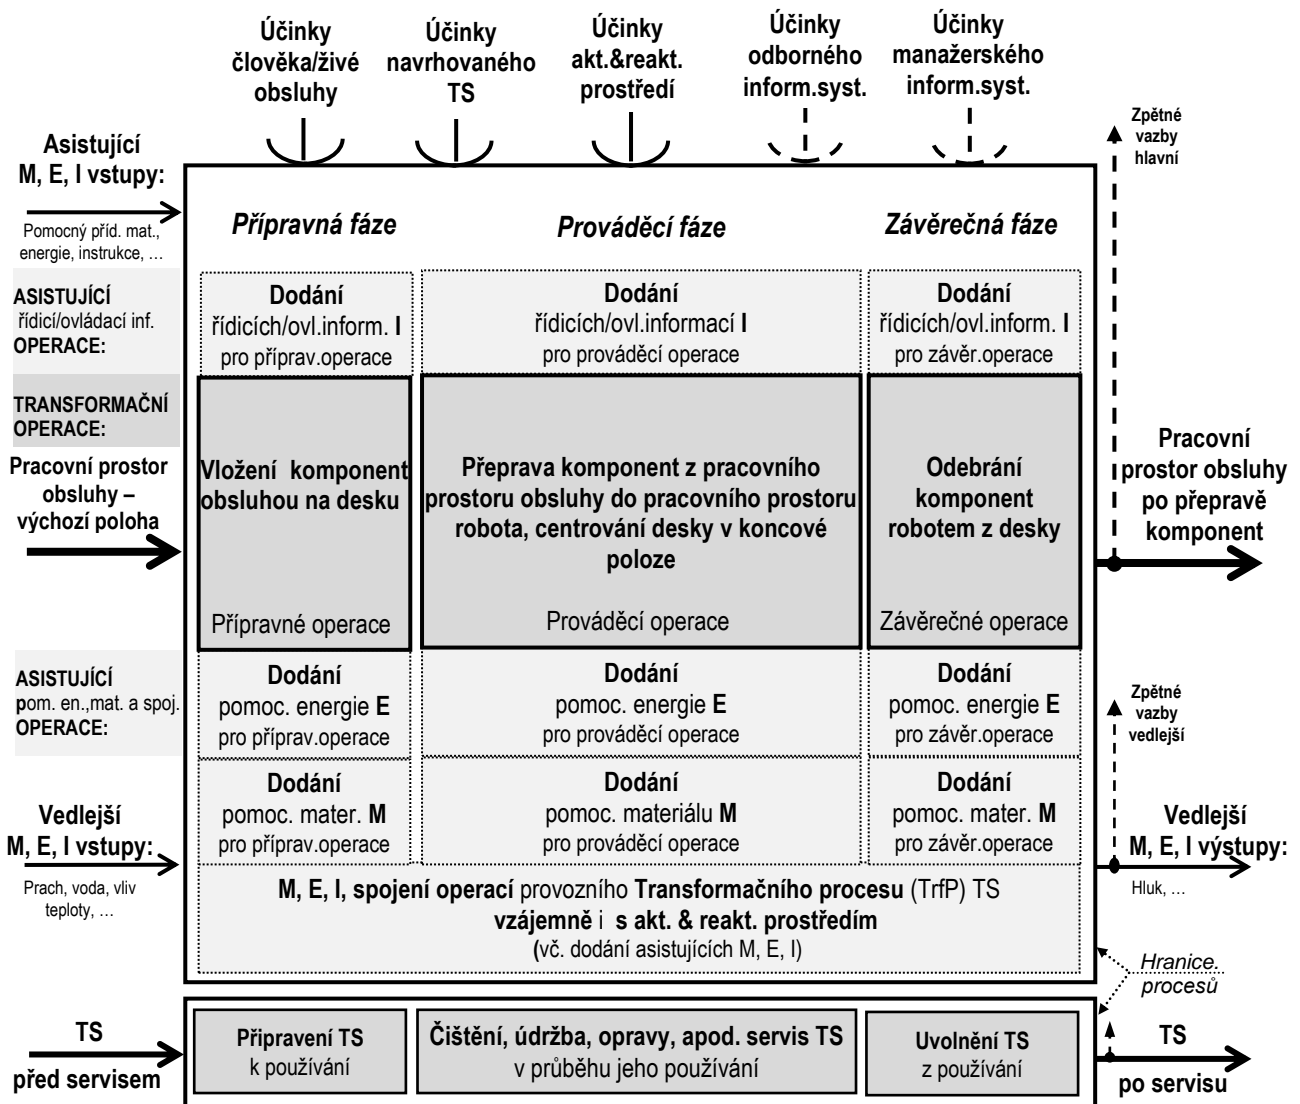 Účinky
člověka/živé
obsluhy
Účinky
navrhovaného
TS
Účinky
akt.&reakt.
prostředí
Účinky
odborného
inform.syst.
Účinky
manažerského
inform.syst.
Zpětné
vazby
hlavní
Asistující
M, E, I vstupy:
Pomocný příd. mat.,
energie, instrukce, …
Přípravná fáze
Prováděcí fáze
Závěrečná fáze
ASISTUJÍCÍ
řídicí/ovládací inf.
OPERACE:
Dodání
řídicích/ovl.inform. I
pro příprav.operace
Dodání
řídicích/ovl.informací I
pro prováděcí operace
Dodání
řídicích/ovl.inform. I
pro závěr.operace
TRANSFORMAČNÍ
OPERACE:
Pracovní prostor
obsluhy –
výchozí poloha
Vložení komponent
obsluhou na desku
Přípravné operace
Přeprava komponent z pracovního
prostoru obsluhy do pracovního prostoru
robota, centrování desky v koncové
poloze
Prováděcí operace
Odebrání
komponent
robotem z desky
Závěrečné operace
Pracovní
prostor obsluhy
po přepravě
komponent
ASISTUJÍCÍ
pom. en.,mat. a spoj.
OPERACE:
Dodání
pomoc. energie E
pro příprav.operace
Dodání
pomoc. energie E
pro prováděcí operace
Dodání
pomoc. energie E
pro závěr.operace
Zpětné
vazby
vedlejší
Dodání
pomoc. mater. M
pro příprav.operace
Dodání
pomoc. materiálu M
pro prováděcí operace
Dodání
pomoc. mater. M
pro závěr.operace
Vedlejší
M, E, I vstupy:
Prach, voda, vliv
teploty, …
Vedlejší
M, E, I výstupy:
Hluk, …
M, E, I, spojení operací provozního Transformačního procesu (TrfP) TS
vzájemně i s akt. & reakt. prostředím
(vč. dodání asistujících M, E, I)
Hranice.
procesů
TS
před servisem
Připravení TS
k používání
Čištění, údržba, opravy, apod. servis TS
v průběhu jeho používání
Uvolnění TS
z používání
TS
po servisu